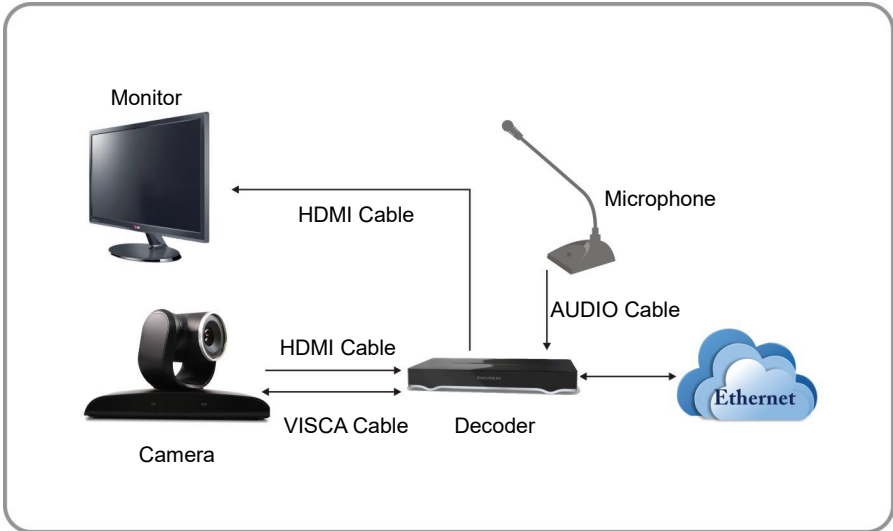 Monitor
HDMI Cable
Microphone
AUDIO Cable
HDMI Cable
Ethernet
VISCA Cable
Decoder
Camera